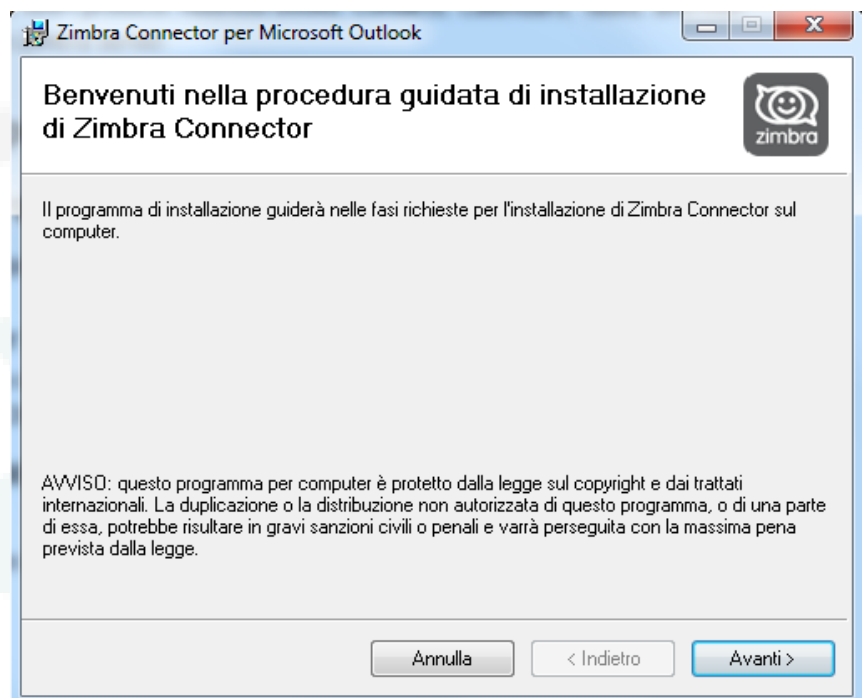 Zimbra Connector per Microsoft Outlook
Benvenuti nella procedura guidata di installazione
di Zimbra Connector
zimbra
Il programma di installazione guiderà nelle fasi richieste per l'installazione di Zimbra Connector sul
computer.
AVVISO: questo programma per computer è protetto dalla legge sul copyright e dai trattati
internazionali. La duplicazione o la distribuzione non autorizzata di questo programma, o di una parte
di essa, potrebbe risultare in gravi sanzioni civili o penali e varrà perseguita con la massima pena
prevista dalla legge.
Annulla
< Indietro
Avanti >